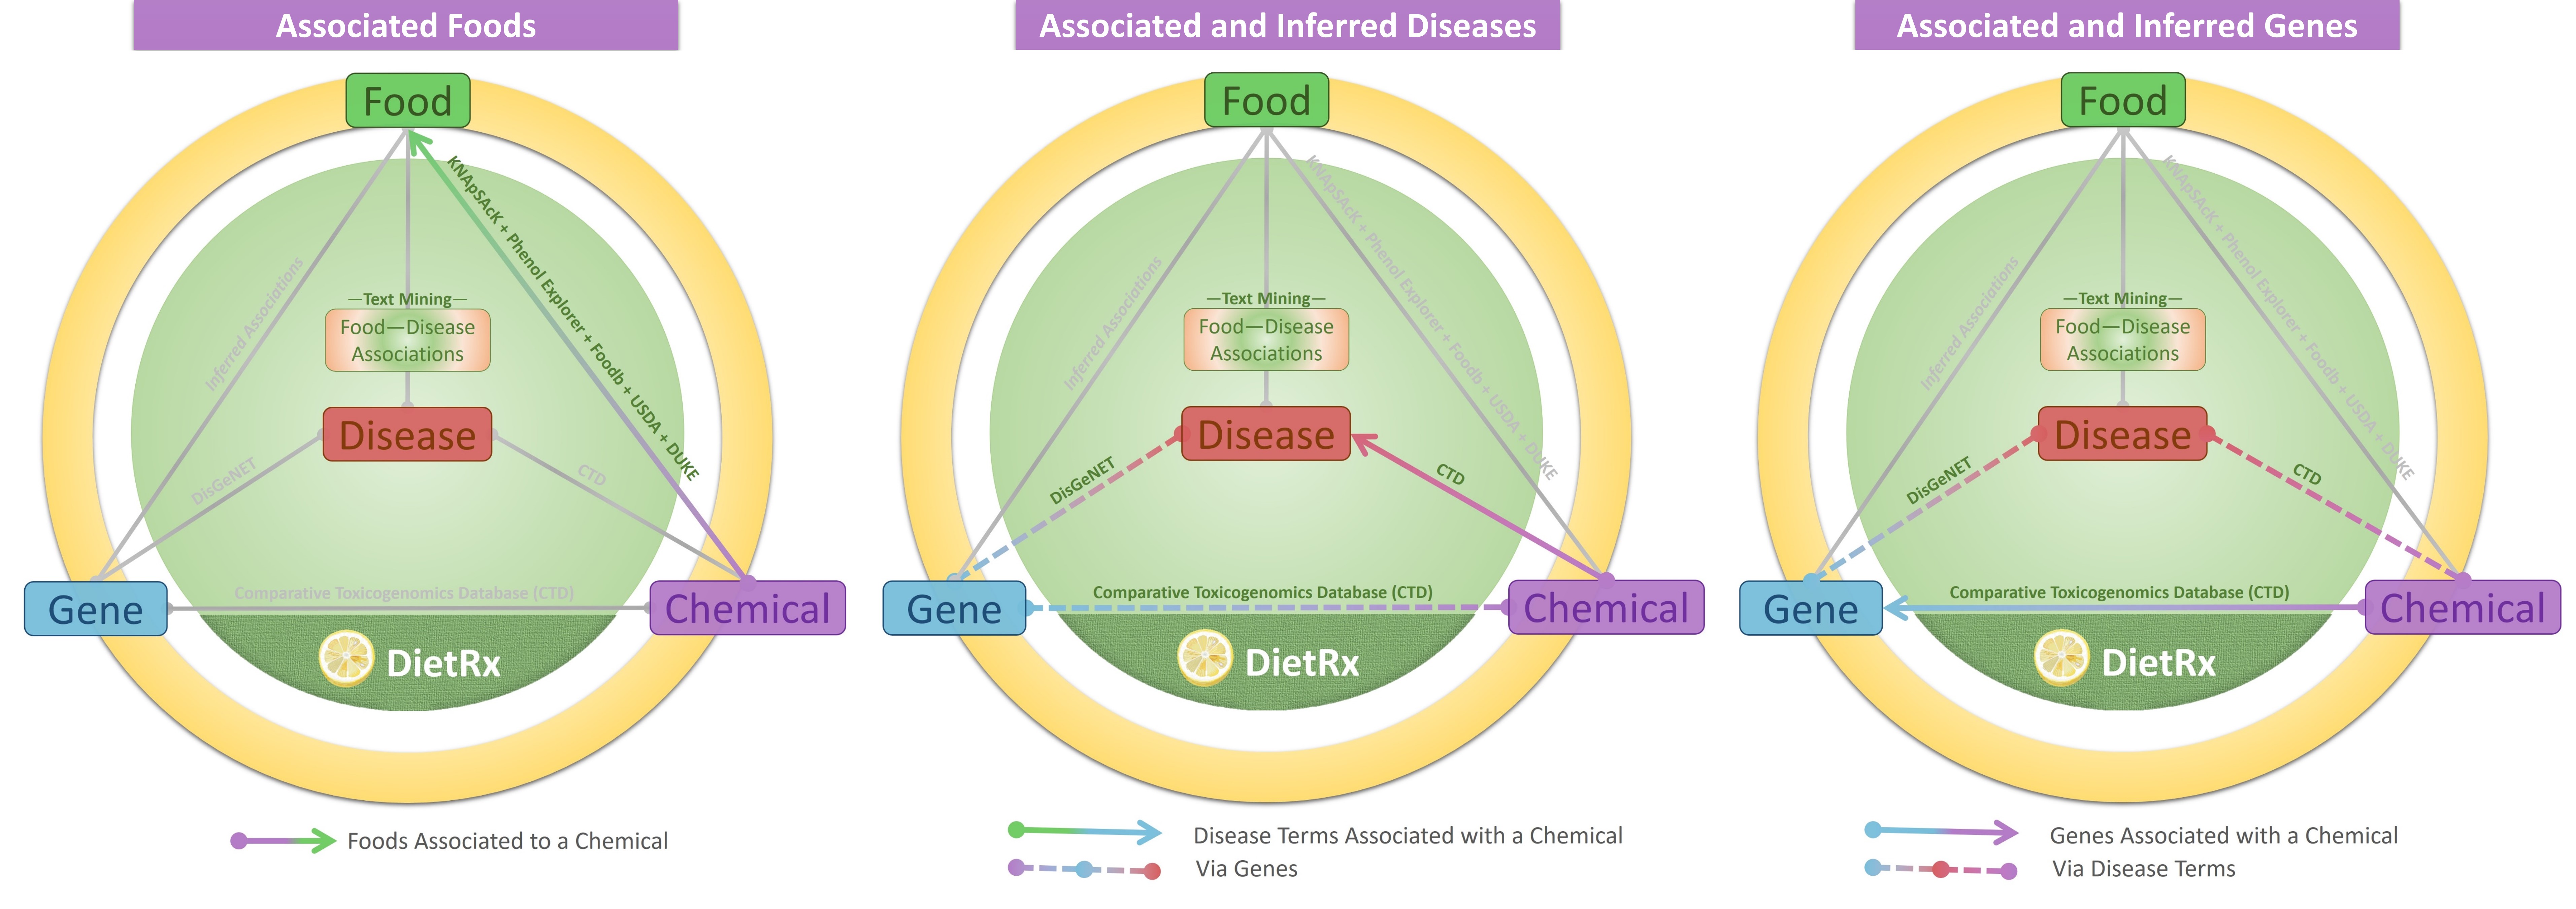 Associated Foods
Food
KNApSAcK + Phenol Explorer + Foodb + USDA + DUKE
Inferred Associations
—Text Mining—
Food—Disease
Associations
Disease
DisGeNET
CTD
Comparative Toxicogenomics Database (CTD)
Gene
Chemical
DietRx
Foods Associated to a Chemical
Associated and Inferred Diseases
Food
KNApSAcK + Phenol Explorer + Foodb + USDA + DUKE
Inferred Associations
—Text Mining—
Food—Disease
Associations
Disease
DisGeNET
CTD
Comparative Toxicogenomics Database (CTD)
Gene
Chemical
DietRx
Disease Terms Associated with a Chemical
Via Genes
Associated and Inferred Genes
Food
KNApSAcK + Phenol Explorer + Foodb + USDA + DUKE
Inferred Associations
—Text Mining—
Food—Disease
Associations
Disease
DisGeNET
CTD
Comparative Toxicogenomics Database (CTD)
Gene
Chemical
DietRx
Genes Associated with a Chemical
Via Disease Terms